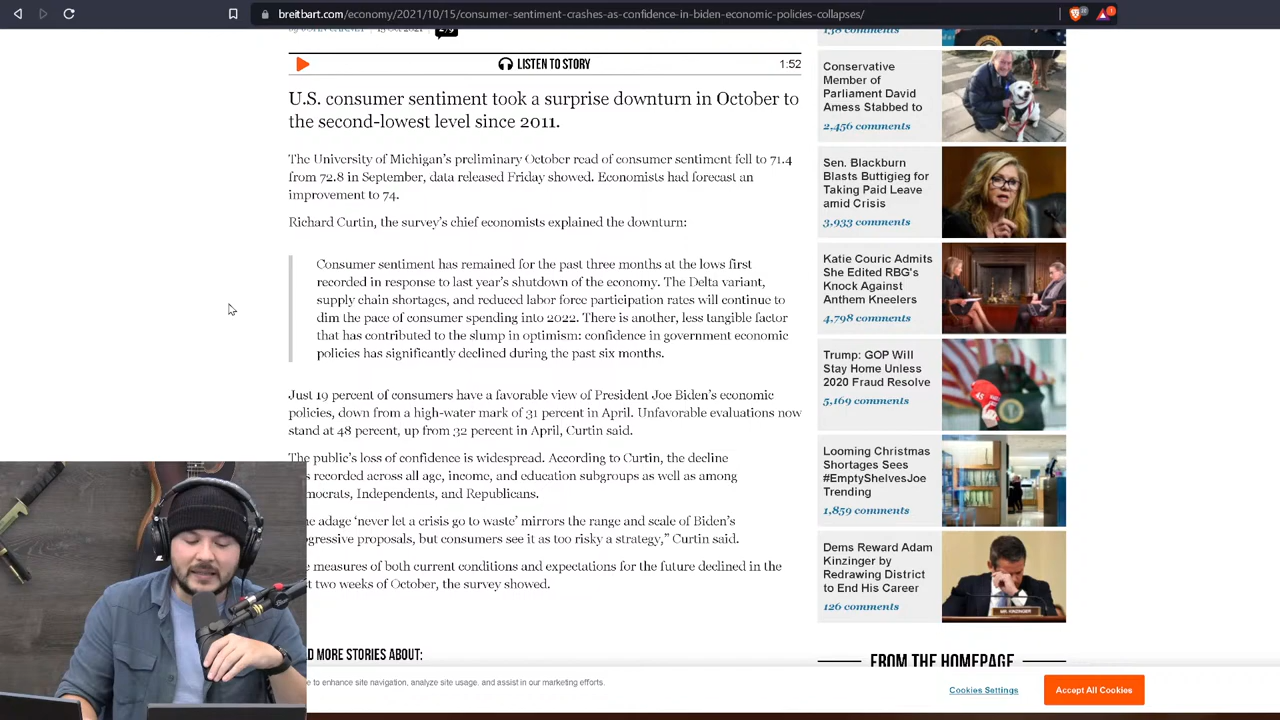 breitbart.com/economy/2021/10/15/consumer-sentiment-crashes-as-confidence-in-biden-economic-policies-collapses/
LISTEN TO STORY
1:52
U.S. consumer sentiment took a surprise downturn in October to
the second-lowest level since 2011.
The University of Michigan's preliminary October read of consumer sentiment fell to 71.4
from 72.8 in September, data released Friday showed. Economists had forecast an
improvement to 74.
Richard Curtin, the survey's chief economists explained the downturn:
Consumer sentiment has remained for the past three months at the lows first
recorded in response to last year's shutdown of the economy. The Delta variant,
supply chain shortages, and reduced labor force participation rates will continue to
dim the pace of consumer spending into 2022. There is another, less tangible factor
that has contributed to the slump in optimism: confidence in government economic
policies has significantly declined during the past six months.
Just 19 percent of consumers have a favorable view of President Joe Biden's economic
policies, down from a high-water mark of 31 percent in April. Unfavorable evaluations now
stand at 48 percent, up from 32 percent in April, Curtin said.
The public's loss of confidence is widespread. According to Curtin, the decline
recorded across all age, income, and education subgroups as well as among
Independents, and Republicans.
adage 'never let a crisis go to waste' mirrors the range and scale of Biden's
proposals, but consumers see it as too risky a strategy," Curtin said.
measures of both current conditions and expectations for the future declined in the
two weeks of October, the survey showed.
MORE STORIES ABOUT:
to enhance site navigation, analyze site usage, and assist in our marketing efforts.
Cookies Settings
Accept All Cookies
Conservative
Member of
Parliament David
Amess Stabbed to
2,456 comments
Sen. Blackburn
Blasts Buttigieg for
Taking Paid Leave
amid Crisis
3,933 comments
Katie Couric Admits
She Edited RBG's
Knock Against
Anthem Kneelers
4,798 comments
Trump: GOP Will
Stay Home Unless
2020 Fraud Resolve
5,169 comments
Looming Christmas
Shortages Sees
#EmptyShelvesJoe
Trending
1,859 comments
Dems Reward Adam
Kinzinger by
Redrawing District
to End His Career
126 comments
MR. KINZINGER
FROM THE HOMEPAGE